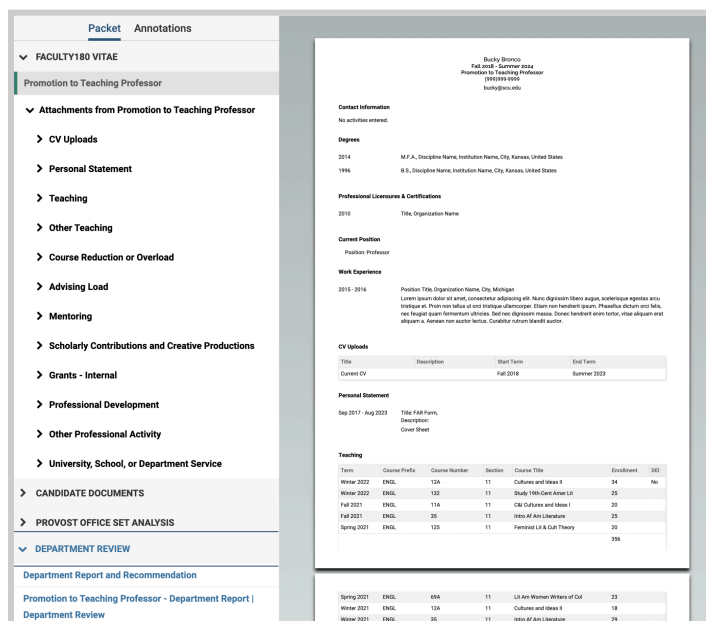 Packet Annotations
FACULTY180 VITAE
Promotion to Teaching Professor
Attachments from Promotion to Teaching Professor
CV Uploads
Personal Statement
Teaching
Other Teaching
Course Reduction or Overload
Advising Load
Mentoring
Scholarly Contributions and Creative Productions
Grants - Internal
Professional Development
Other Professional Activity
University, School, or Department Service
CANDIDATE DOCUMENTS
PROVOST OFFICE SET ANALYSIS
DEPARTMENT REVIEW
Department Report and Recommendation
Promotion to Teaching Professor - Department Report |
Department Review
Bucky Bronco
Fall 2018 - Summer 2024
Promotion to Teaching Professor
(999)999-9999
bucky@scu.edu
Contact Information
No activities entered.
Degrees
2014 M.F.A., Discipline Name, Institution Name, City, Kansas, United States
1996 B.S., Discipline Name, Institution Name, City, Kansas, United States
Professional Licensures & Certifications
2010 Title, Organization Name
Current Position
Position: Professor
Work Experience
2015 - 2016 Position Title, Organization Name, City, Michigan
Lorem ipsum dolor sit amet, consectetur adipiscing elit. Nunc dignissim libero augue, scelerisque egestas arcu
tristique et. Proin non tellus ut orci tristique ullamcorper. Etiam non hendrerit ipsum. Phasellus dictum orci felis,
nec feugiat quam fermentum ultricies. Sed nec dignissim massa. Donec hendrerit enim tortor, vitae aliquam erat
aliquam a. Aenean non auctor lectus. Curabitur rutrum blandit auctor.
CV Uploads
Title Description Start Term End Term
Current CV Fall 2018 Summer 2023
Personal Statement
Sep 2017 - Aug 2023 Title: FAR Form,
Description:
Cover Sheet
Teaching
Term Course Prefix Course Number Section Course Title Enrollment DEI
Winter 2022 ENGL 12A 11 Cultures and Ideas II 34 No
Winter 2022 ENGL 132 11 Study 19th-Cent Amer Lit 25
Fall 2021 ENGL 11A 11 C&I Cultures and Ideas I 20
Fall 2021 ENGL 35 11 Intro Af Am Literature 25
Spring 2021 ENGL 125 11 Feminist Lit & Cult Theory 20
356
Spring 2021 ENGL 69A 11 Lit Am Women Writers of Col 23
Winter 2021 ENGL 12A 11 Cultures and Ideas II 18
Winter 2021 ENGL 35 11 Intro Af Am Literature 29